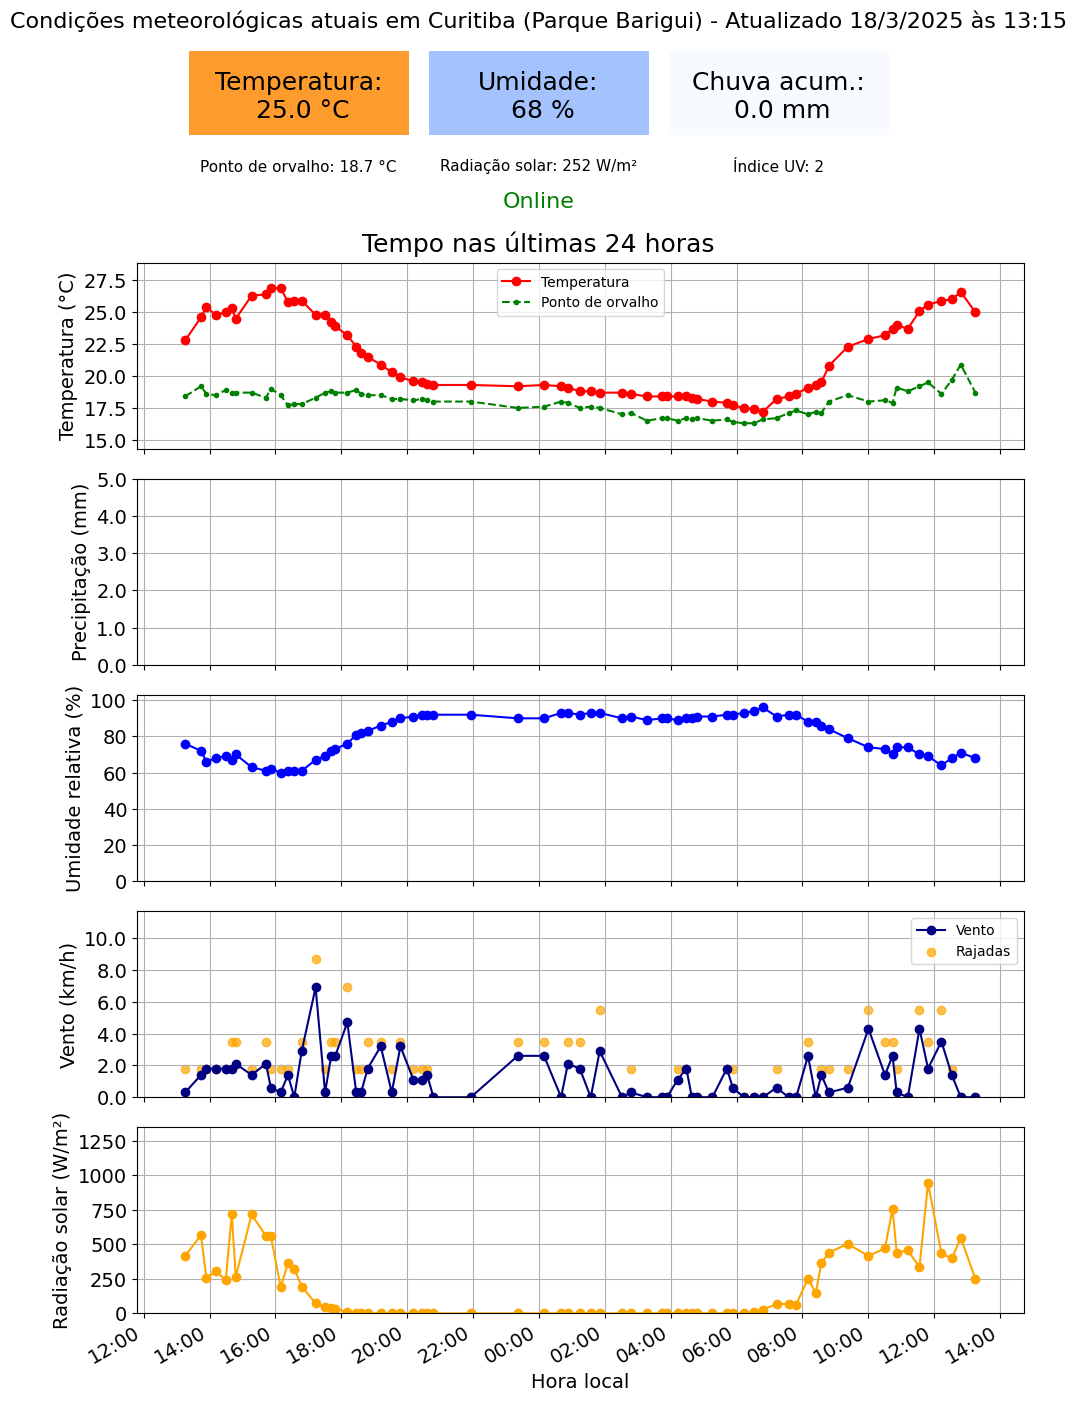 Condições meteorológicas atuais em Curitiba (Parque Barigui) - Atualizado 18/3/2025 às 13:15
Temperatura:
25.0 °C
Umidade:
68 %
Chuva acum.:
0.0 mm
Ponto de orvalho: 18.7 °C
Radiação solar: 252 W/m²
Índice UV: 2
Online
Tempo nas últimas 24 horas
Temperatura (°C)
27.5
25.0
22.5
20.0
17.5
15.0
Temperatura
Ponto de orvalho
Precipitação (mm)
5.0
4.0
3.0
2.0
1.0
0.0
Umidade relativa (%)
100
80
60
40
20
0
Vento (km/h)
10.0
8.0
6.0
4.0
2.0
0.0
Vento
Rajadas
Radiação solar (W/m²)
1250
1000
750
500
250
0
12:00
14:00
16:00
18:00
20:00
22:00
00:00
02:00
04:00
06:00
08:00
10:00
12:00
14:00
Hora local